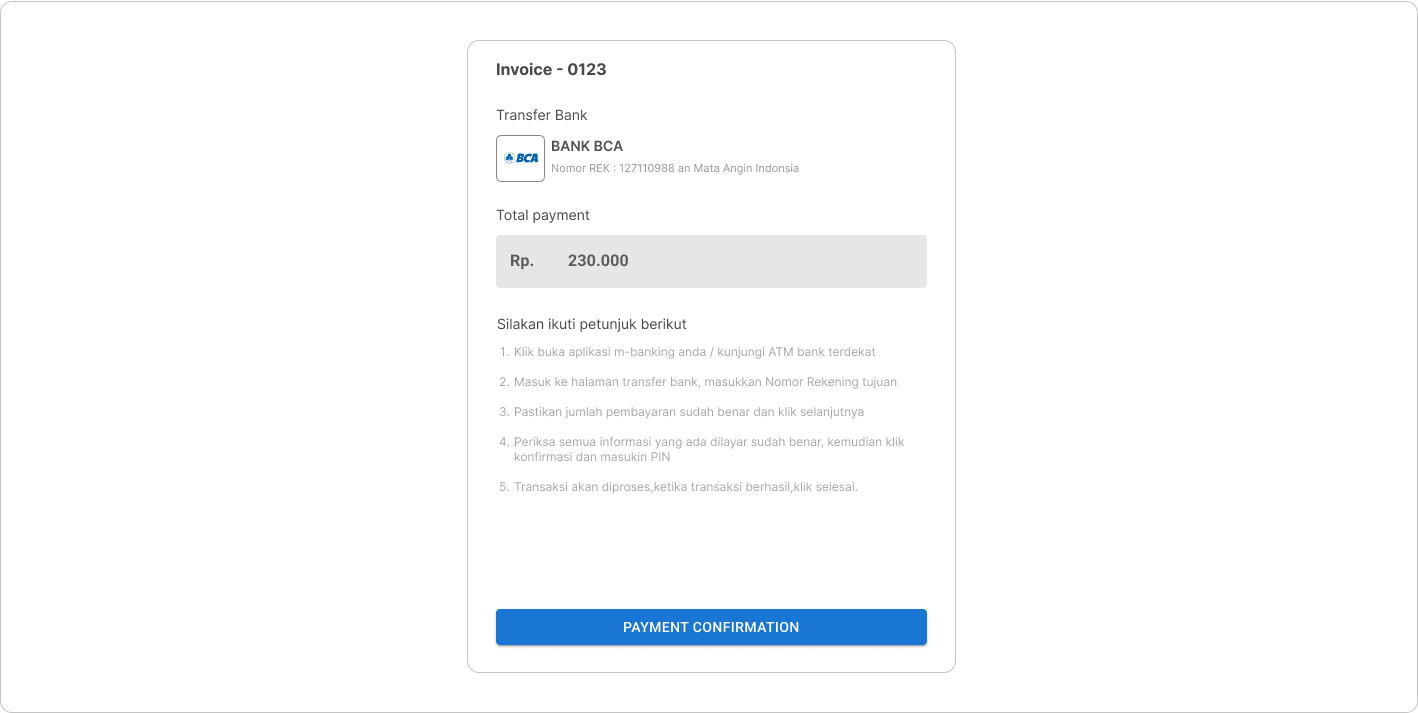 Invoice - 0123
Transfer Bank
BCA
BANK BCA
Nomor REK : 127110988 an Mata Angin Indonsia
Total payment
Rp. 230.000
Silakan ikuti petunjuk berikut
1. Klik buka aplikasi m-banking anda / kunjungi ATM bank terdekat
2. Masuk ke halaman transfer bank, masukkan Nomor Rekening tujuan
3. Pastikan jumlah pembayaran sudah benar dan klik selanjutnya
4. Periksa semua informasi yang ada dilayar sudah benar, kemudian klik
konfirmasi dan masukin PIN
5. Transaksi akan diproses,ketika transaksi berhasil,klik selesai.
PAYMENT CONFIRMATION